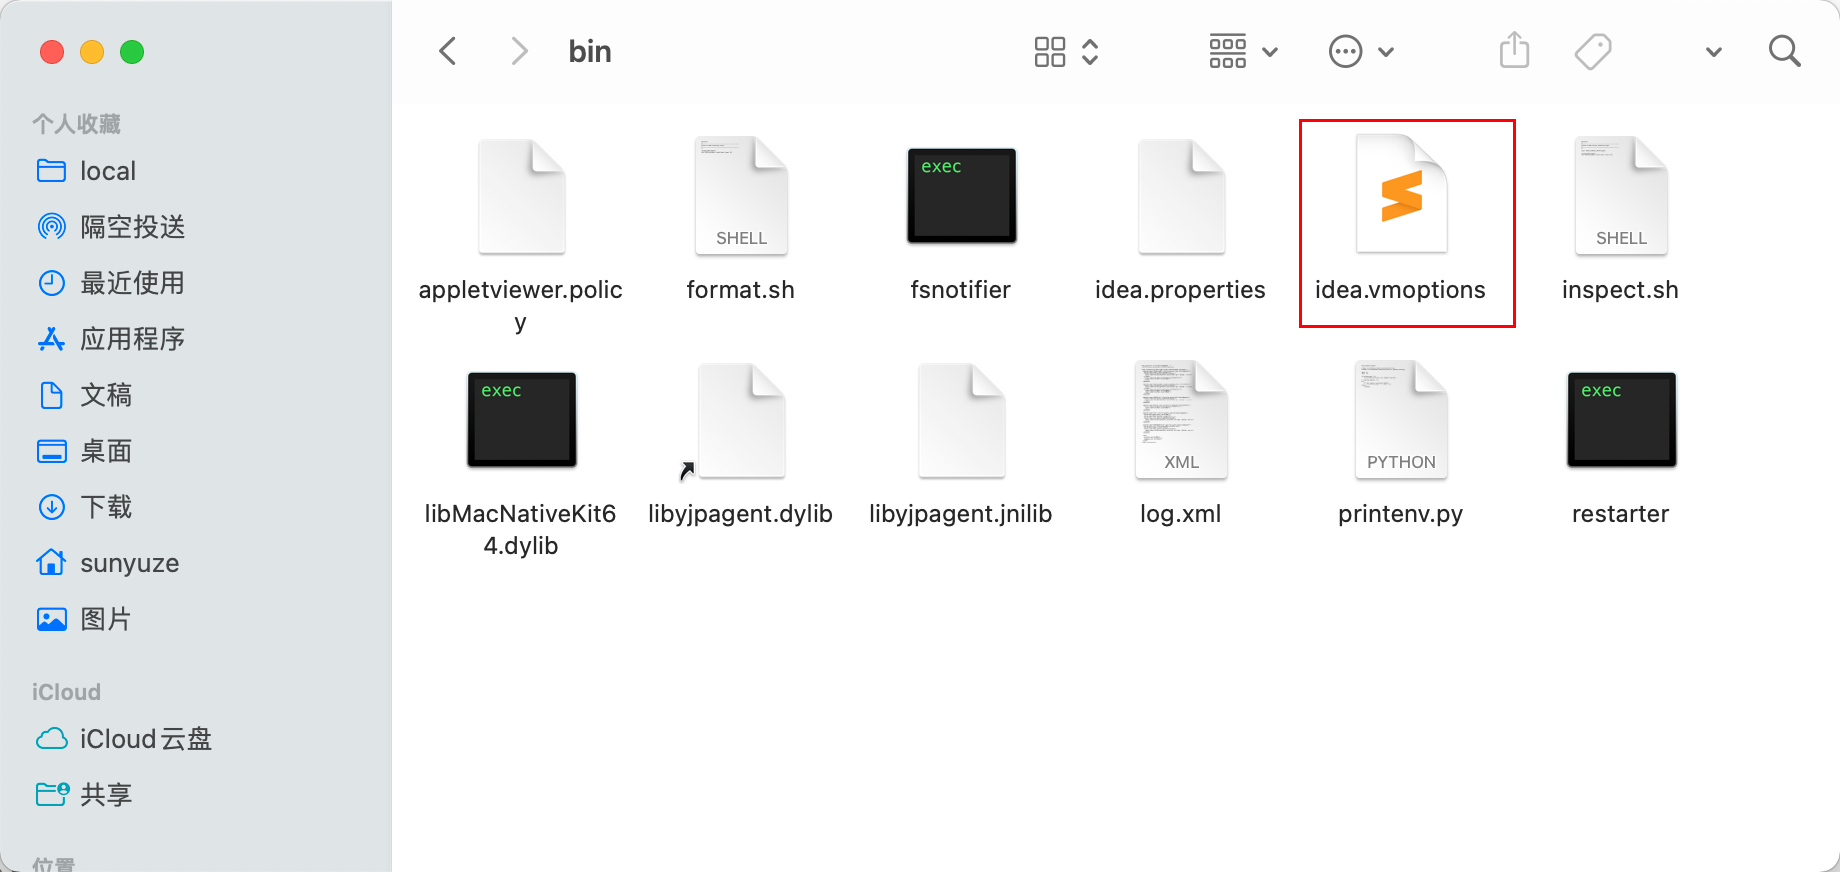 bin
个人收藏
local
隔空投送
最近使用
应用程序
文稿
桌面
下载
sunyuze
图片
iCloud
iCloud云盘
共享
位置
SHELL
exec
SHELL
appletviewer.polic
y
format.sh
fsnotifier
idea.properties
idea.vmoptions
inspect.sh
exec
XML
PYTHON
exec
libMacNativeKit6
4.dylib
libyjpagent.dylib
libyjpagent.jnilib
log.xml
printenv.py
restarter